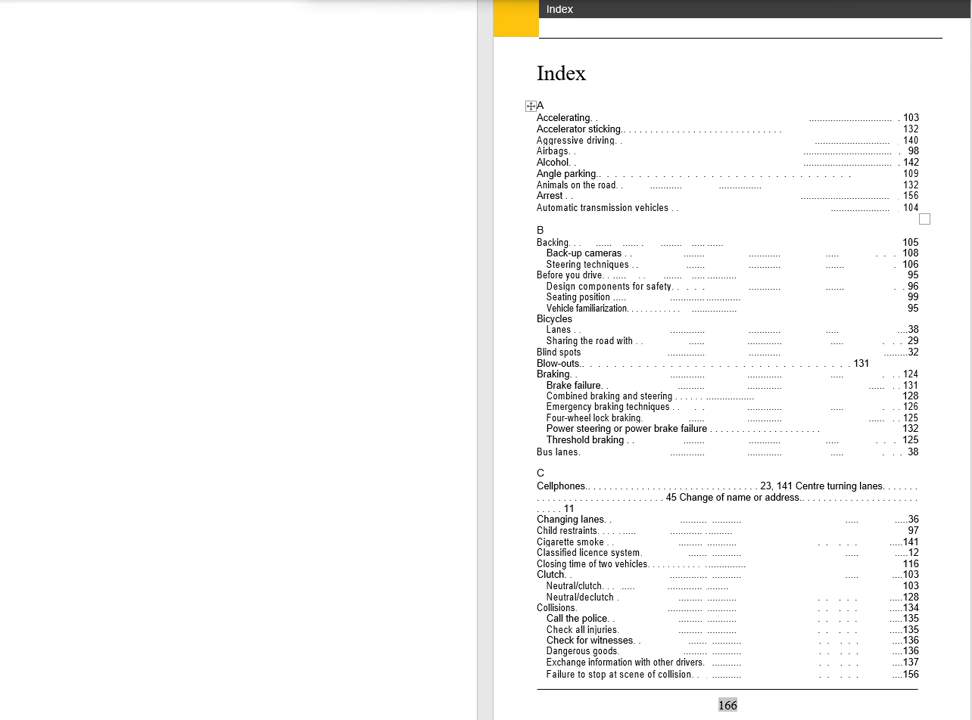 Index
Index
A
Accelerating. . .............................. . 103
Accelerator sticking.. . . . . . . . . . . . . . . . . . . . . . . . . . . . . 132
Aggressive driving. . ........................... 140
Airbags. . ................................ . 98
Alcohol. . ................................ . 142
Angle parking.. . . . . . . . . . . . . . . . . . . . . . . . . . . . . . . . 109
Animals on the road. . ............ ................ 132
Arrest . . ................................. . 156
Automatic transmission vehicles . . ...................... 104
B
Backing. . . ...... ...... . ........ ..... ...... 105
Back-up cameras . . ........ ............ ..... . . . 108
Steering techniques . . ....... ............ ....... . 106
Before you drive. . ..... . . ....... ..... ........... 95
Design components for safety. . . . ............ ....... . . 96
Seating position ..... ............. ............. 99
Vehicle familiarization. . . . . . . . . . . ................. 95
Bicycles
Lanes . . ............ ............ ..... ....38
Sharing the road with . . ...... ............. ..... . . . 29
Blind spots ............. ............ .........32
Blow-outs.. . . . . . . . . . . . . . . . . . . . . . . . . . . . . . . . . . . . 131
Braking. . ............. ............. ..... . . . 124
Brake failure. . .......... ............ ...... . . 131
Combined braking and steering . . . . . . .................. 128
Emergency braking techniques . . . . ............. ..... . . . 126
Four-wheel lock braking. ...... ............. ...... . . 125
Power steering or power brake failure . . . . . . . . . . . . . . . . . . . . . 132
Threshold braking . . ........ ............ ..... . . . 125
Bus lanes. ............. ............. ..... . . . 38
C
Cellphones.. . . . . . . . . . . . . . . . . . . . . . . . . . . . . . . 23, 141 Centre turning lanes. . . . . . .
. . . . . . . . . . . . . . . . . . . . . . . . 45 Change of name or address.. . . . . . . . . . . . . . . . . . . . . .
. . . . . 11
Changing lanes. . ......... ........... ..... .....36
Child restraints. . . . . ..... ............. .......... 97
Cigarette smoke . . ......... ........... . . . . . .....141
Classified licence system. ....... ........... ..... .....12
Closing time of two vehicles. . . . . . . . . . ............... 116
Clutch. . ............. ........... ..... ....103
Neutral/clutch. . . . ..... ............. ........ 103
Neutral/declutch . ......... ........... . . . . . .....128
Collisions. ............. ........... . . . . . .....134
Call the police. . ......... ........... . . . . . .....135
Check all injuries. ......... ........... . . . . . .....135
Check for witnesses. . ....... ........... . . . . . .....136
Dangerous goods. ........ ........... . . . . . .....136
Exchange information with other drivers. ........... . . . . . ....137
Failure to stop at scene of collision. . . ........... . . . . . ....156
166